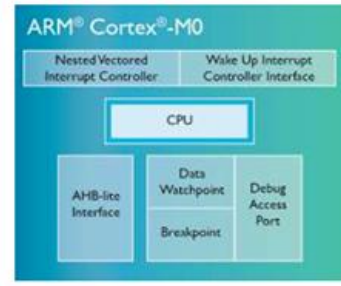 ARM® Cortex®-M0
Nested Vectored
Interrupt Controller
Wake Up Interrupt
Controller Interface
CPU
AHB-lite
Interface
Data
Watchpoint
Breakpoint
Debug
Access
Port